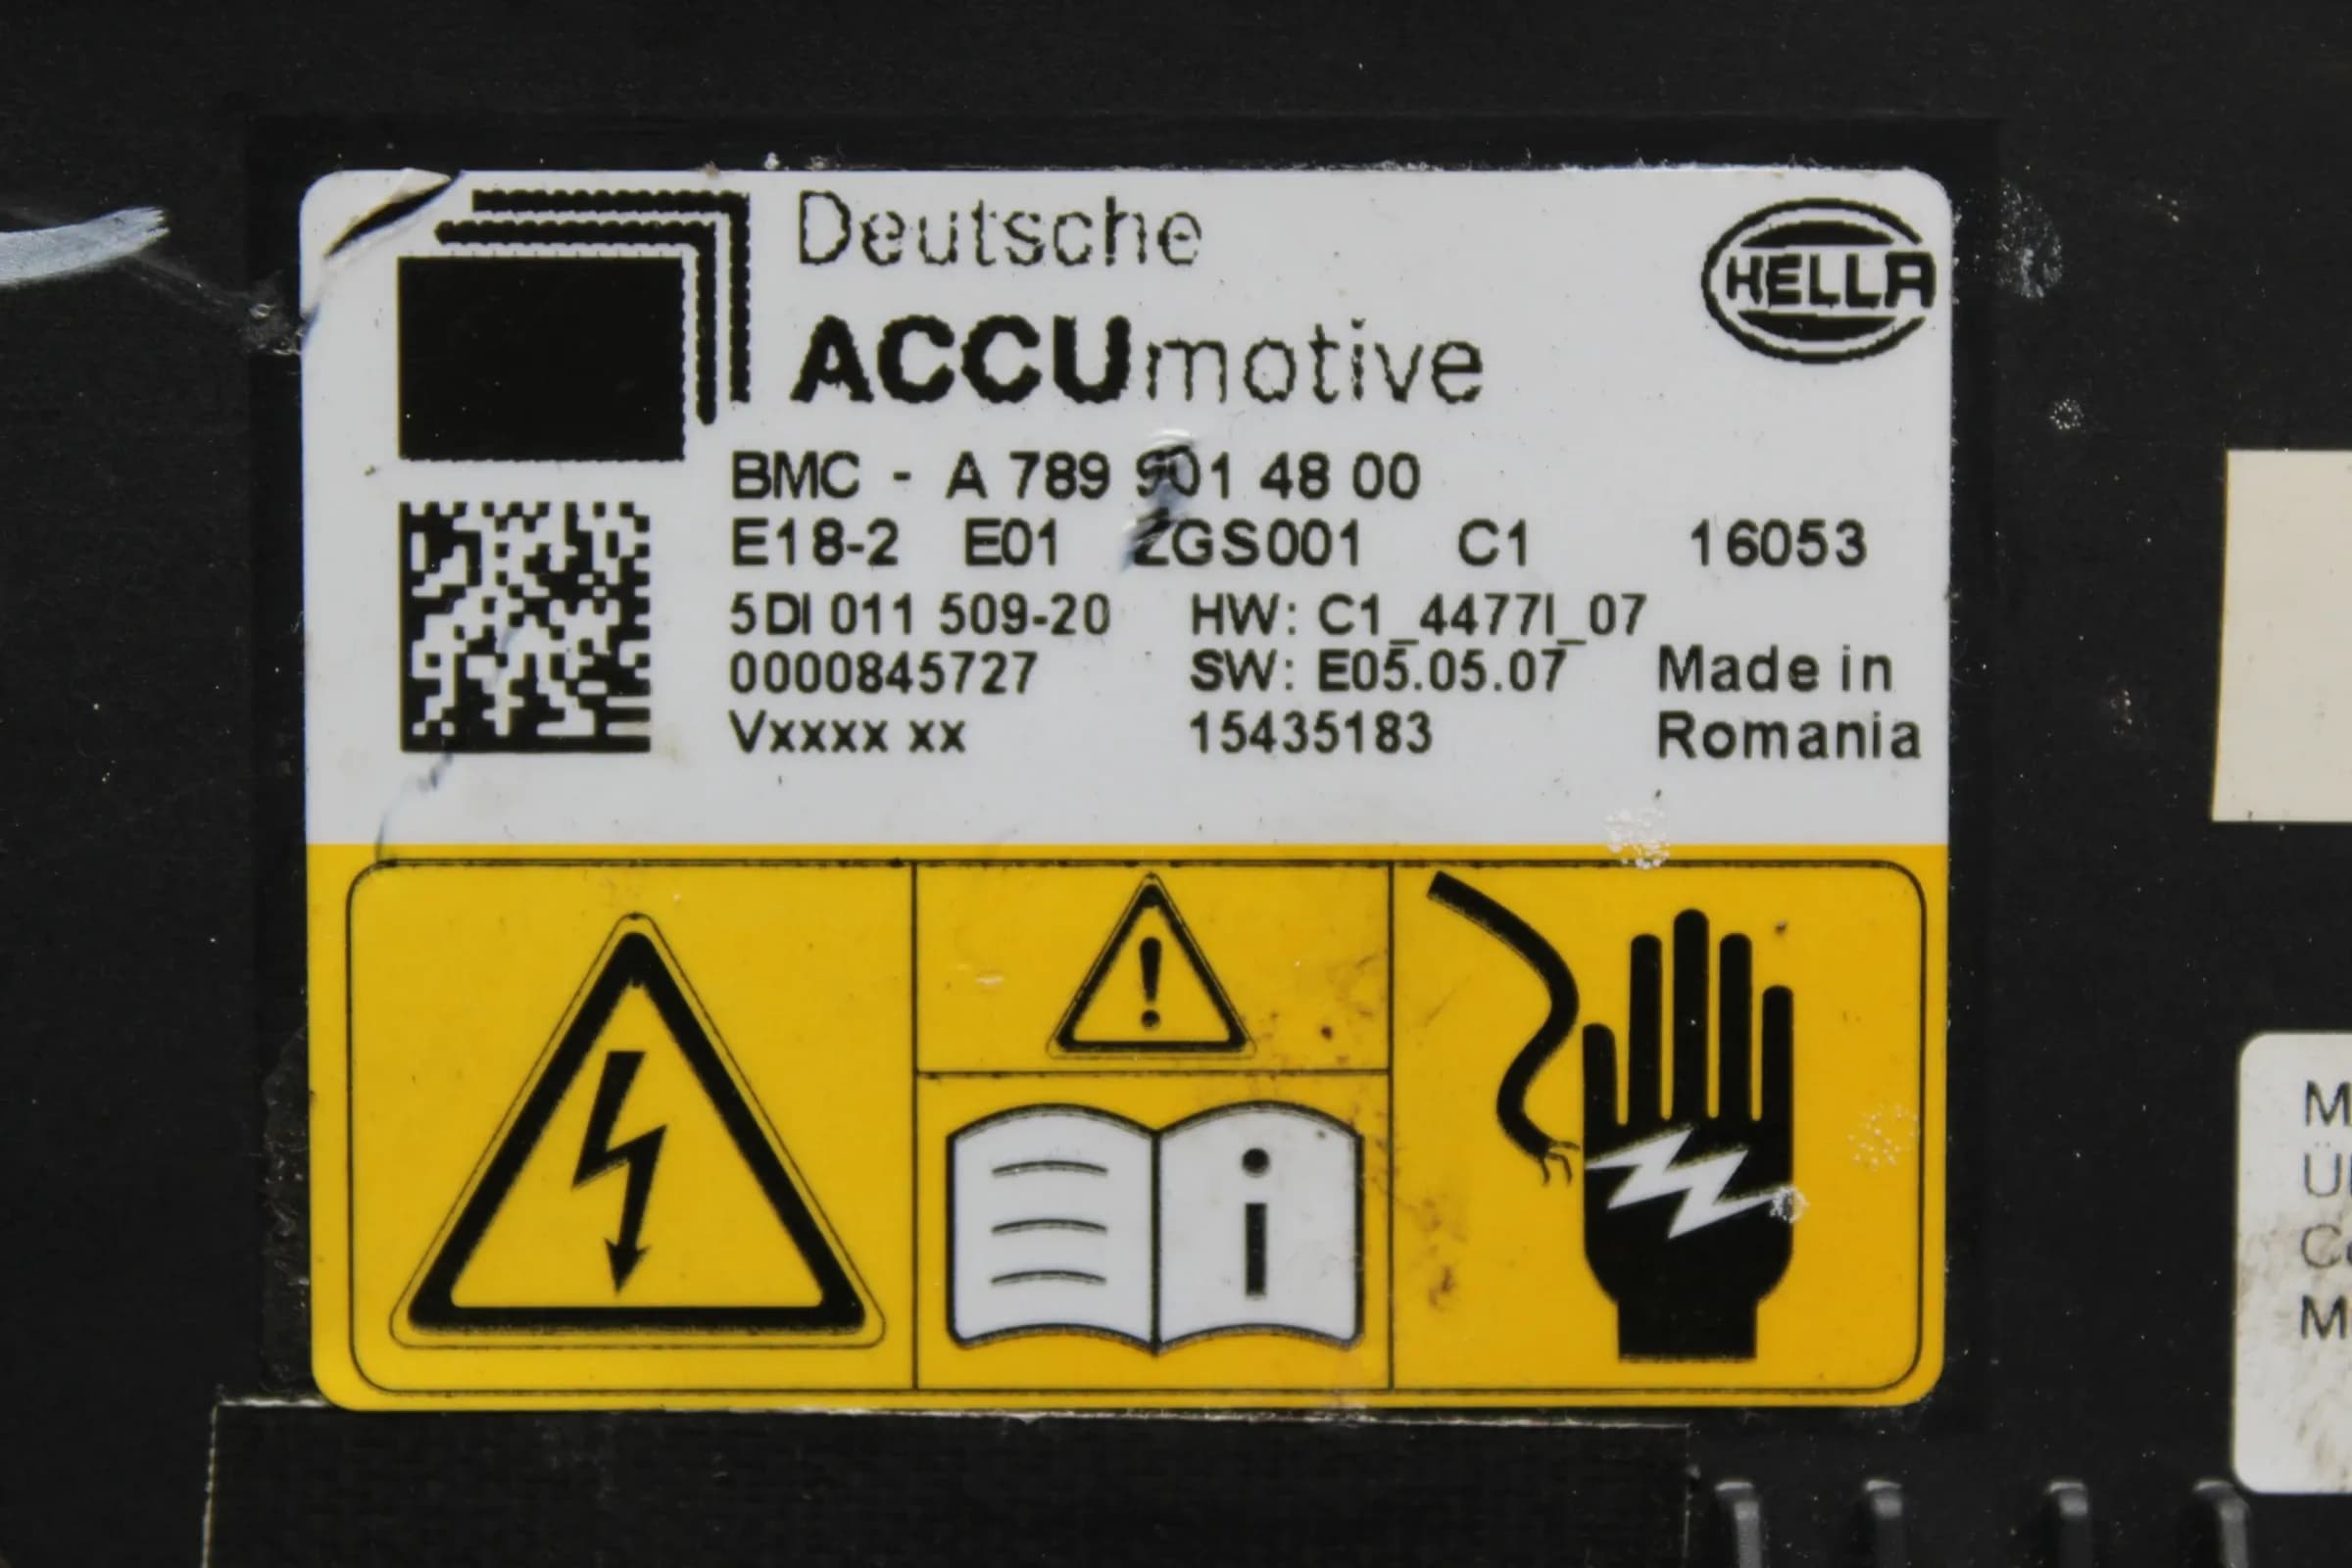 Deutsche
HELLA
ACCUmotive
BMC - A 789 901 48 00
E18-2 E01 ZGS001 C1 16053
5DI 011 509-20 HW: C1_4477I_07
0000845727 SW: E05.05.07 Made in
Vxxxx xx 15435183 Romania